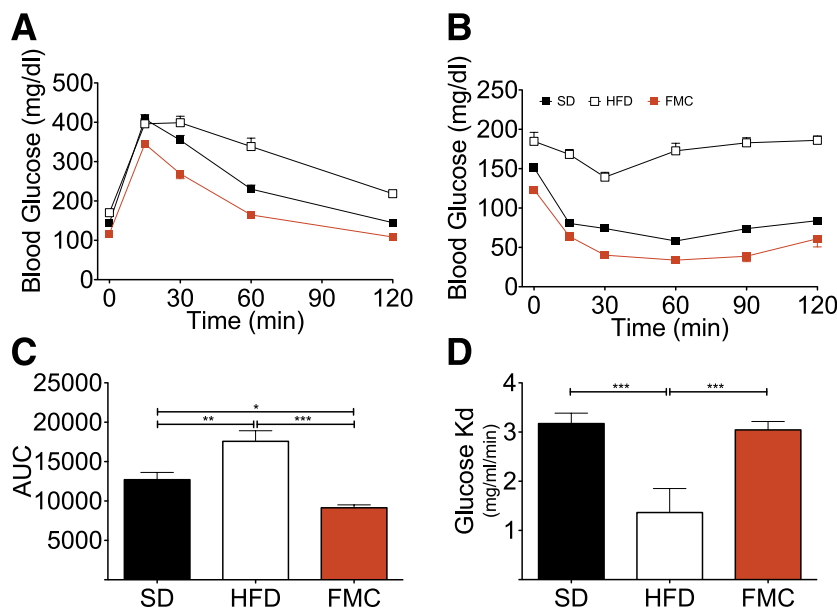 A
Blood Glucose (mg/dl)
500
400
300
200
100
0
0 30 60 90 120
Time (min)
B
Blood Glucose (mg/dl)
250
200
150
100
50
0
SD HFD FMC
0 30 60 90 120
Time (min)
C
AUC
25000
20000
15000
10000
5000
*
** ***
SD HFD FMC
D
Glucose Kd
(mg/ml/min)
4
3
2
1
*** ***
SD HFD FMC